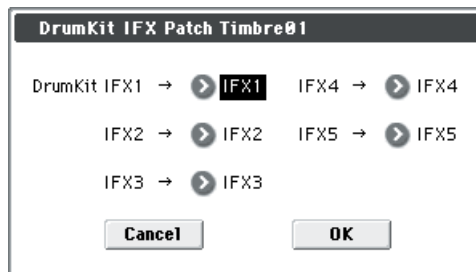 DrumKit IFX Patch Timbre01
DrumKit IFX1 → IFX1 IFX4 → IFX4
IFX2 → IFX2 IFX5 → IFX5
IFX3 → IFX3
Cancel OK